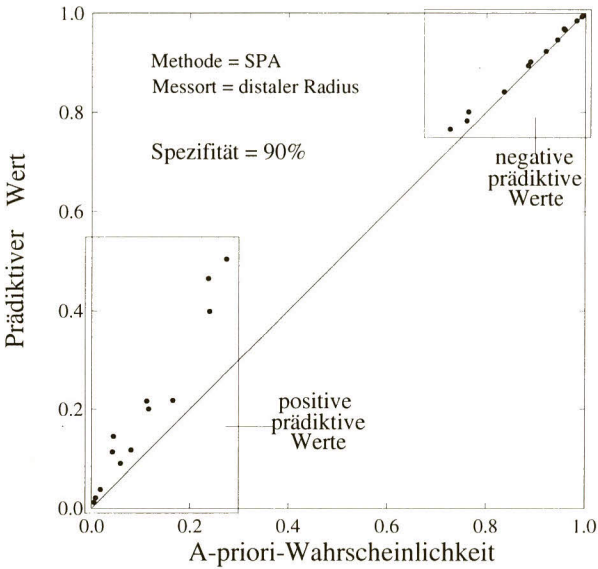 Methode = SPA
Messort = distaler Radius
Spezifität = 90%
negative
prädiktive
Werte
positive
prädiktive
Werte
Prädiktiver Wert
1.0
0.8
0.6
0.4
0.2
0.0
0.0 0.2 0.4 0.6 0.8 1.0
A-priori-Wahrscheinlichkeit